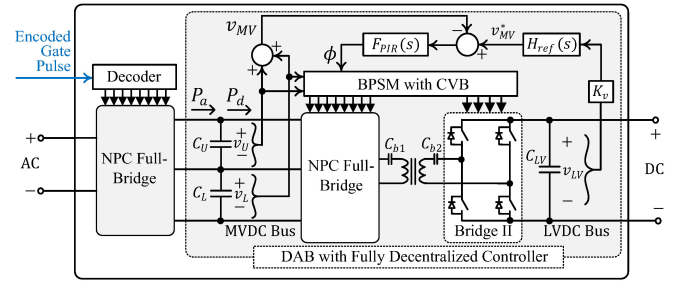 Encoded
Gate
Pulse
Decoder
NPC Full-
Bridge
+
AC
−
v_MV
+
+
−
+
F_PIR(s)
v*_MV
H_ref(s)
K_v
ϕ
BPSM with CVB
P_a
P_d
C_U
+
v_U
−
C_L
+
v_L
−
MVDC Bus
NPC Full-
Bridge
C_b1
C_b2
Bridge II
C_LV
+
v_LV
−
LVDC Bus
+
DC
−
DAB with Fully Decentralized Controller